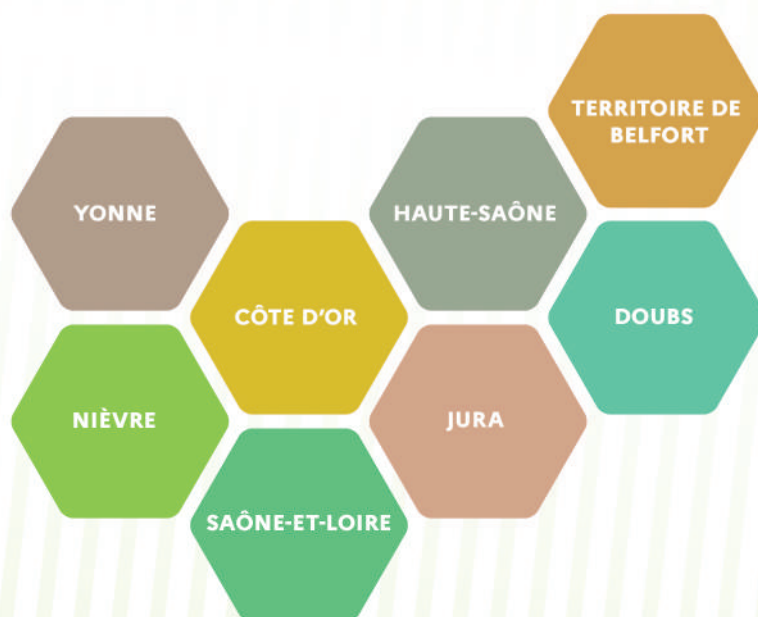 TERRITOIRE DE
BELFORT
YONNE
HAUTE-SAÔNE
CÔTE D'OR
DOUBS
NIÈVRE
JURA
SAÔNE-ET-LOIRE